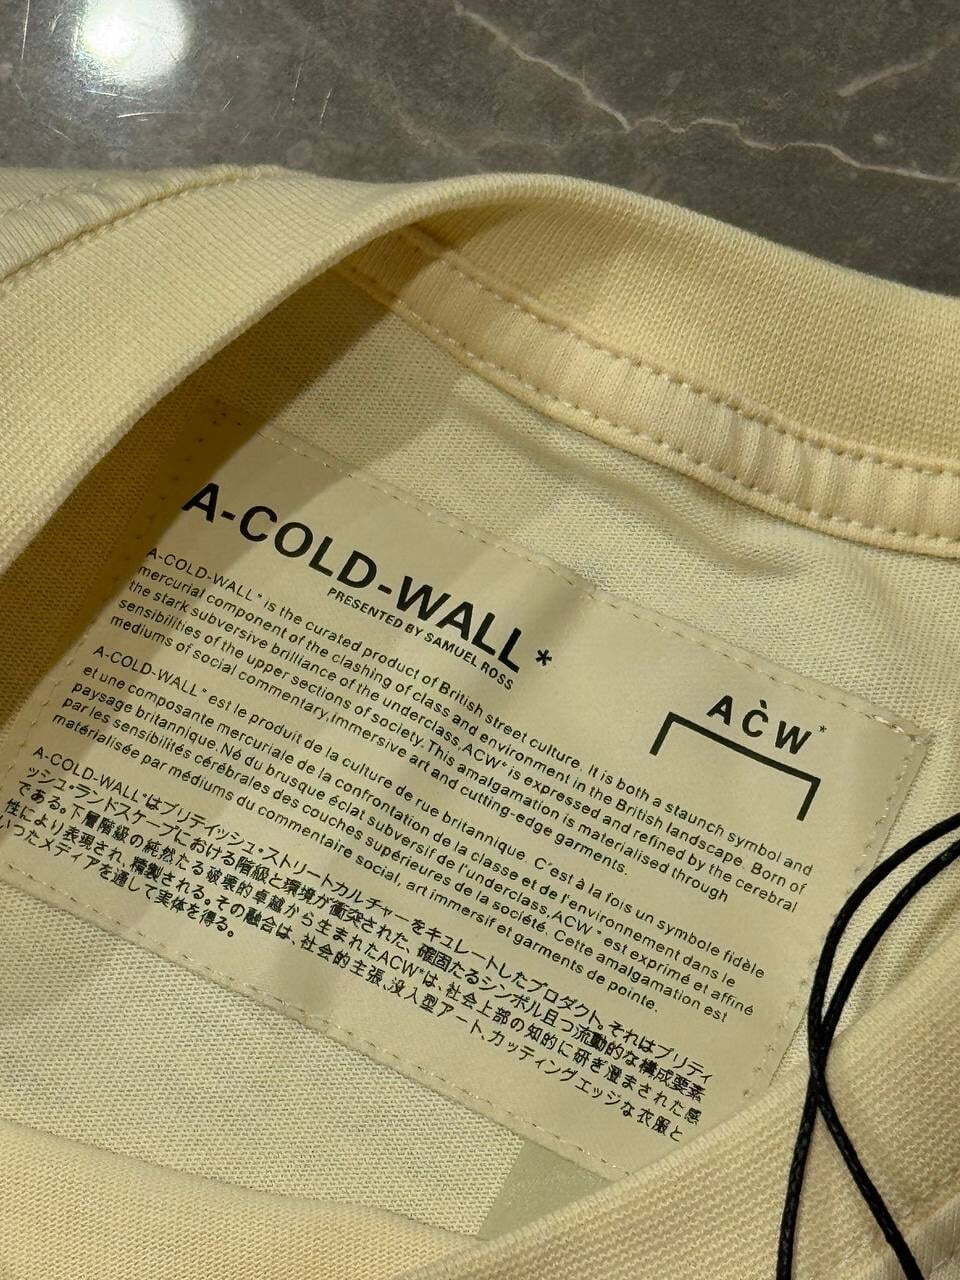 A-COLD-WALL*
PRESENTED BY SAMUEL ROSS
A-COLD-WALL* is the curated product of British street culture. It is both a staunch symbol and
mercurial component of the clashing of class and environment in the British landscape. Born of
the stark subversive brilliance of the underclass, ACW* is expressed and refined by the cerebral
sensibilities of the upper sections of society. This amalgamation is materialised through
mediums of social commentary, immersive art and cutting-edge garments.
A-COLD-WALL* est le produit de la culture de rue britannique. C'est à la fois un symbole fidèle
et une composante mercuriale de la confrontation de la classe et de l'environnement dans le
paysage britannique. Né du brusque éclat subversif de l'underclass, ACW* est exprimé et affiné
par les sensibilités cérébrales des couches supérieures de la société. Cette amalgamation est
matérialisée par médiums du commentaire social, art immersif et garments de pointe.
A-COLD-WALL*はブリティッシュ・ストリートカルチャーをキュレートしたプロダクト。それはブリティ
ッシュ・ランドスケープにおける階級と環境が衝突された、確固たるシンボル且つ流動的な構成要素
である。下層階級の純然たる破壊的卓越から生まれたACW*は、社会上部の知的に研ぎ澄まされた感
性により表現され、精製される。その融合は、社会的主張、没入型アート、カッティングエッジな衣服と
いったメディアを通して実体を得る。
ACW*